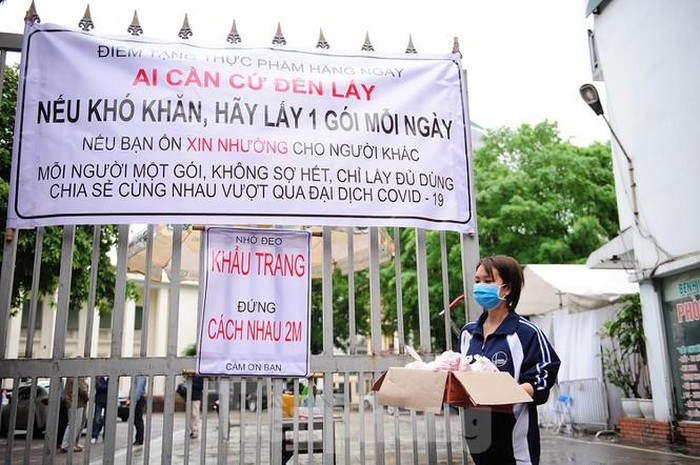 ĐIỂM TẶNG THỰC PHẨM HÀNG NGÀY
AI CẦN CỨ ĐẾN LẤY
NẾU KHÓ KHĂN, HÃY LẤY 1 GÓI MỖI NGÀY
NẾU BẠN ỔN XIN NHƯỜNG CHO NGƯỜI KHÁC
MỖI NGƯỜI MỘT GÓI, KHÔNG SỢ HẾT, CHỈ LẤY ĐỦ DÙNG
CHIA SẺ CÙNG NHAU VƯỢT QUA ĐẠI DỊCH COVID - 19
NHỚ ĐEO
KHẨU TRANG
ĐỨNG
CÁCH NHAU 2M
CẢM ƠN BẠN